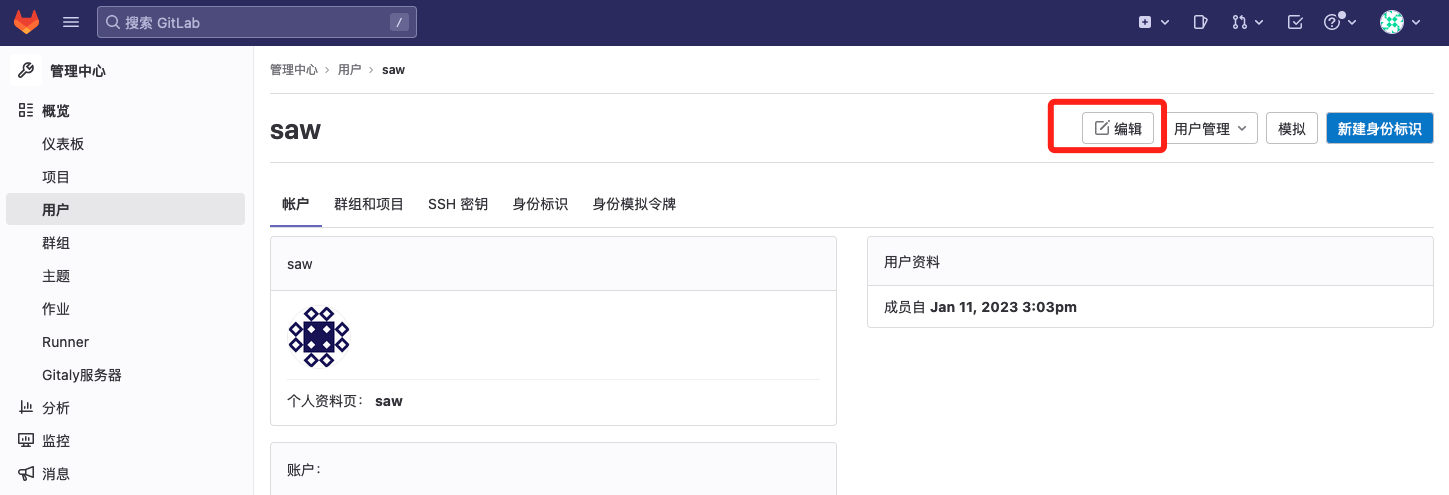 搜索 GitLab /
管理中心
概览
仪表板
项目
用户
群组
主题
作业
Runner
Gitaly服务器
分析
监控
消息
管理中心 › 用户 › saw
saw
编辑 用户管理 模拟 新建身份标识
帐户 群组和项目 SSH 密钥 身份标识 身份模拟令牌
saw
个人资料页： saw
账户：
用户资料
成员自 Jan 11, 2023 3:03pm